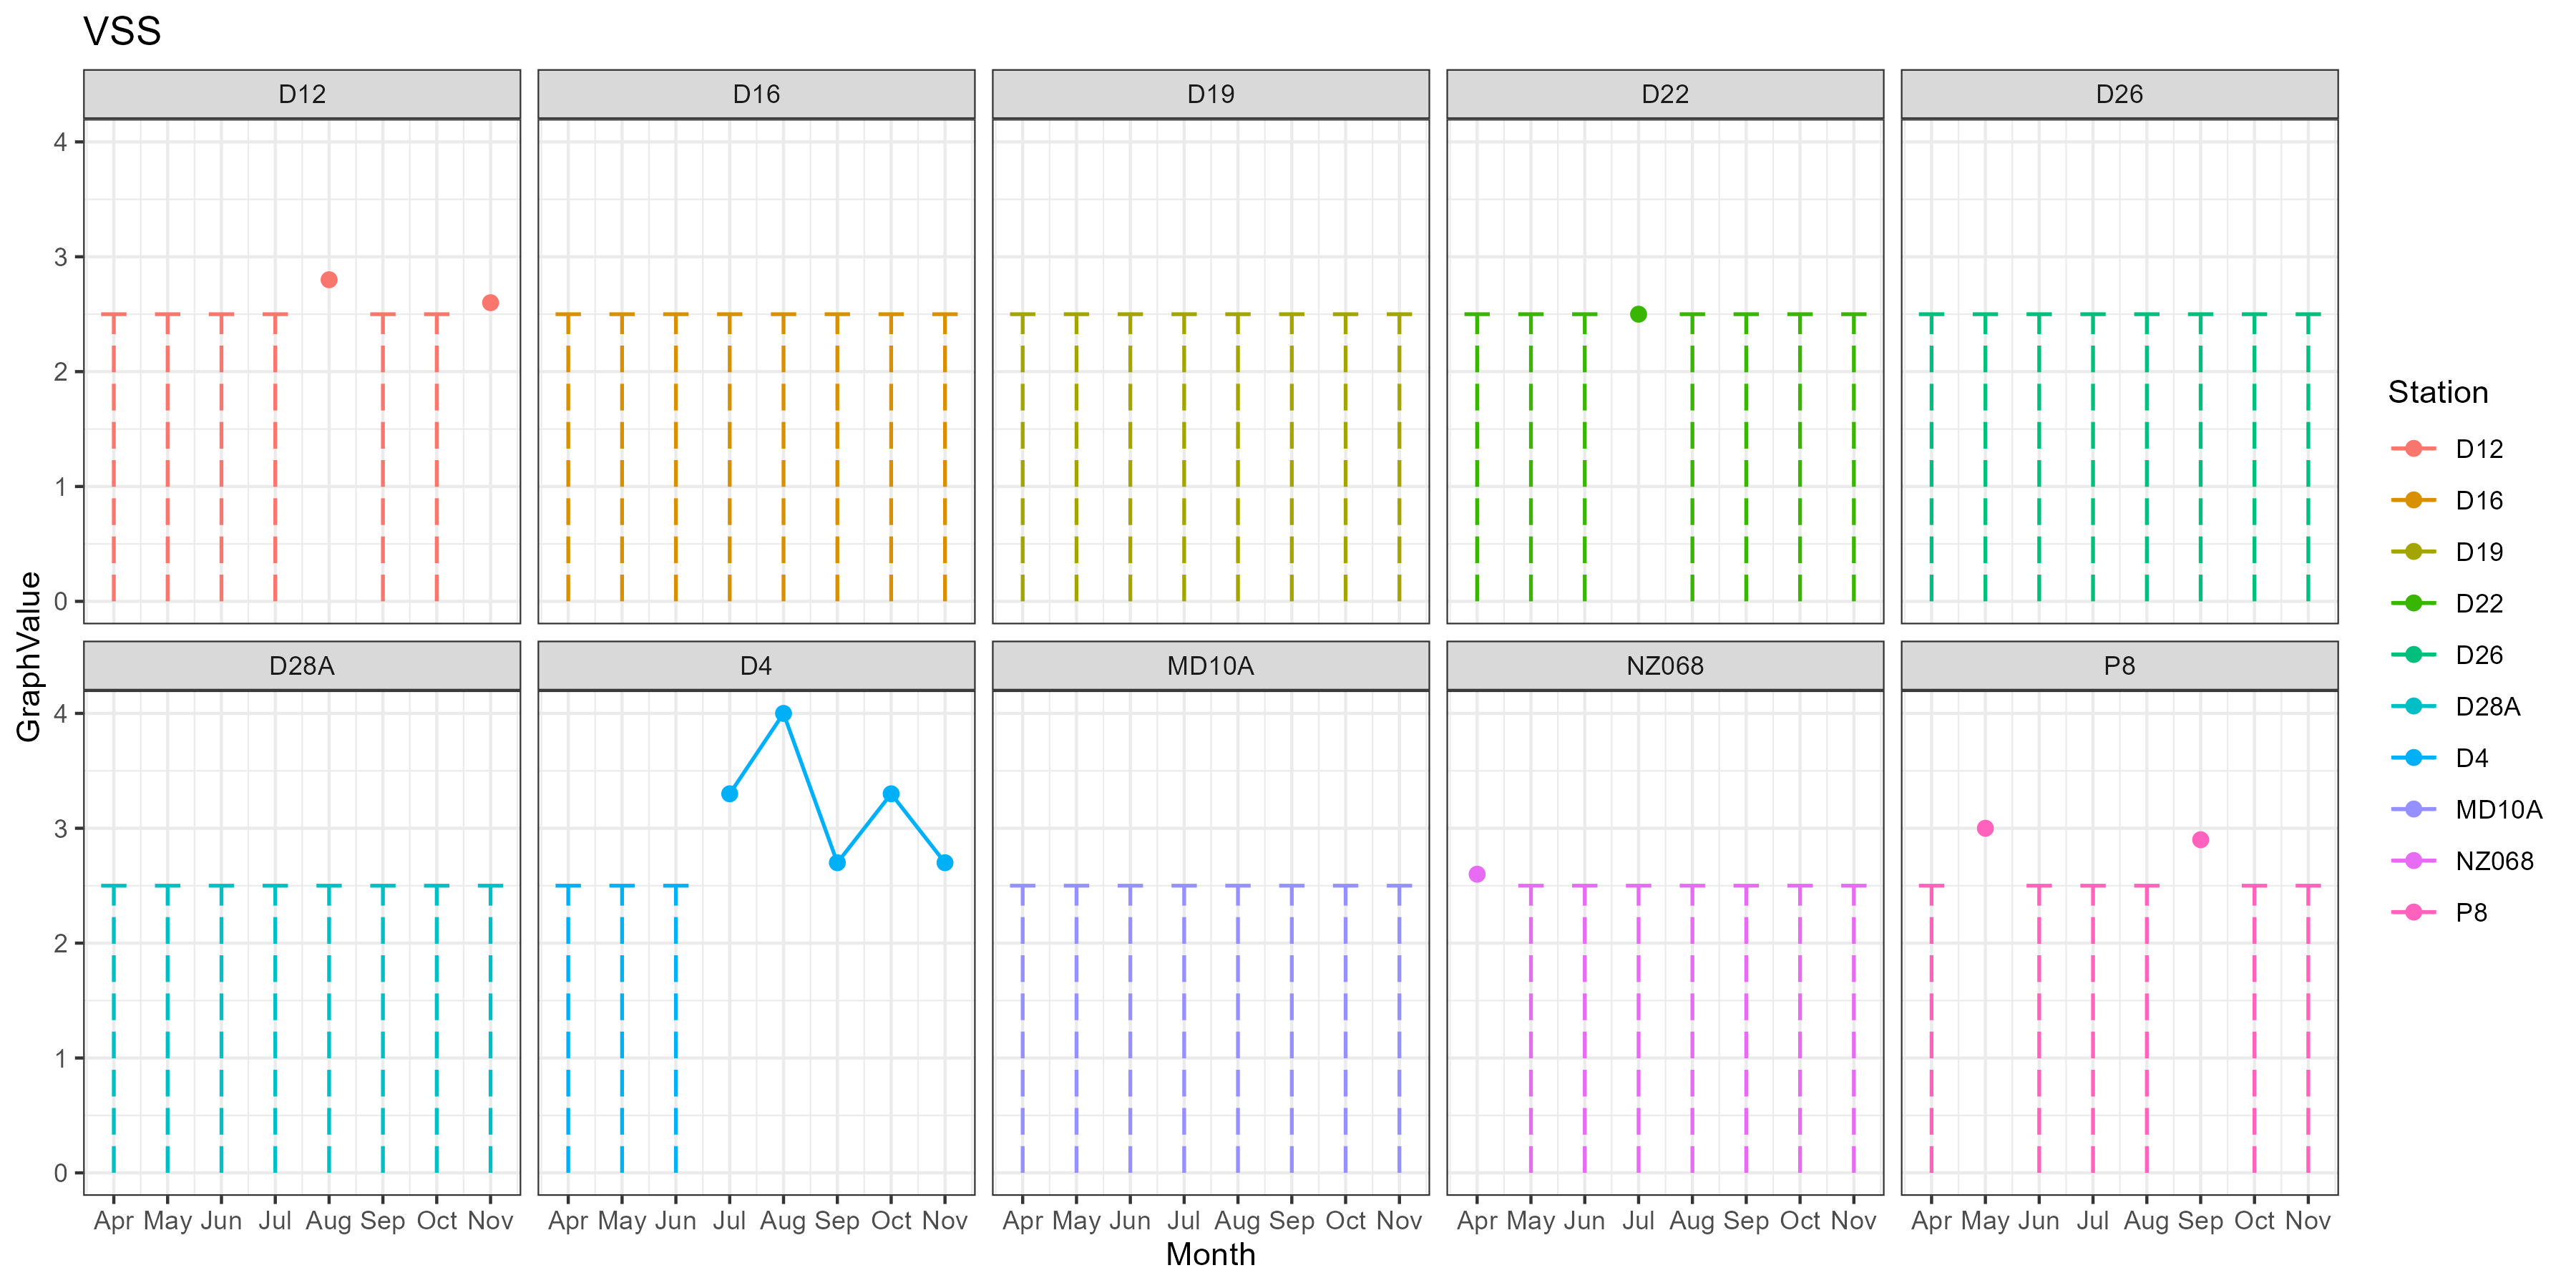 VSS
D12 D16 D19 D22 D26
4
3
2
1
0
D28A D4 MD10A NZ068 P8
4
3
2
1
0
Apr May Jun Jul Aug Sep Oct Nov Apr May Jun Jul Aug Sep Oct Nov Apr May Jun Jul Aug Sep Oct Nov Apr May Jun Jul Aug Sep Oct Nov Apr May Jun Jul Aug Sep Oct Nov
Month
GraphValue
Station
D12
D16
D19
D22
D26
D28A
D4
MD10A
NZ068
P8